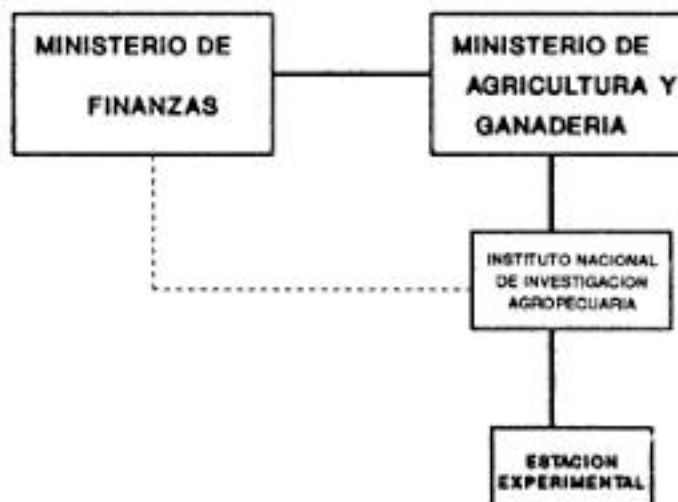 MINISTERIO DE
FINANZAS
MINISTERIO DE
AGRICULTURA Y
GANADERIA
INSTITUTO NACIONAL
DE INVESTIGACION
AGROPECUARIA
ESTACION
EXPERIMENTAL